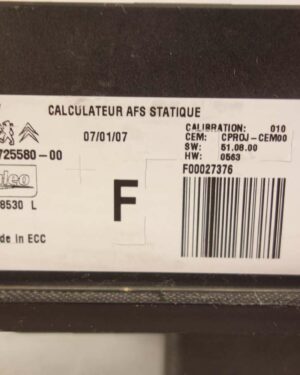 CALCULATEUR AFS STATIQUE
07/01/07
CALIBRATION: 010
CEM: CPROJ-CEM00
SW: 51.08.00
HW: 0563
725580-00
F00027376
Valeo
8530 L
F
de in ECC